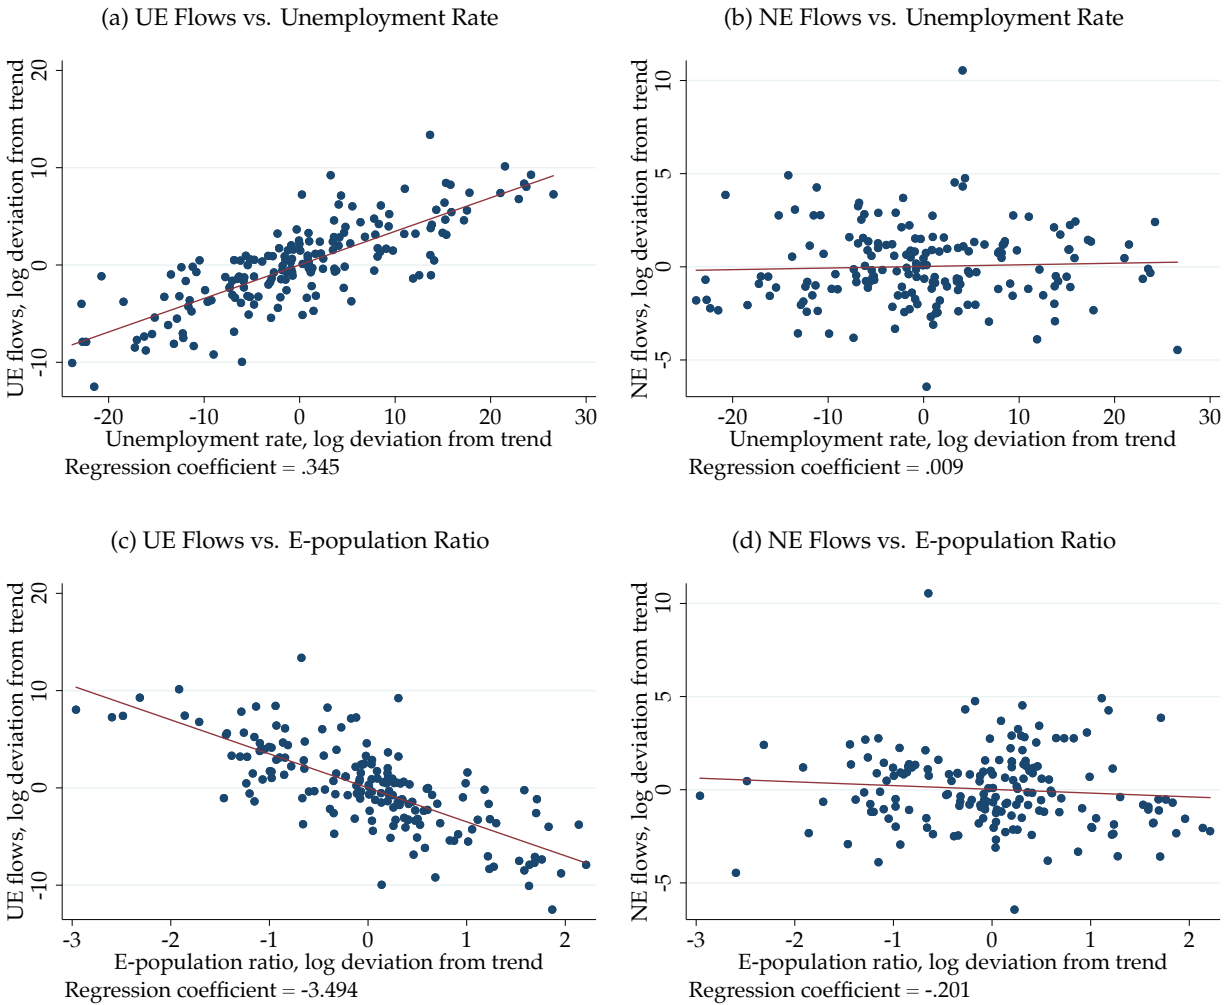 (a) UE Flows vs. Unemployment Rate
UE flows, log deviation from trend
20
10
0
-10
-20 -10 0 10 20 30
Unemployment rate, log deviation from trend
Regression coefficient = .345
(b) NE Flows vs. Unemployment Rate
NE flows, log deviation from trend
10
5
0
-5
-20 -10 0 10 20 30
Unemployment rate, log deviation from trend
Regression coefficient = .009
(c) UE Flows vs. E-population Ratio
UE flows, log deviation from trend
20
10
0
-10
-3 -2 -1 0 1 2
E-population ratio, log deviation from trend
Regression coefficient = -3.494
(d) NE Flows vs. E-population Ratio
NE flows, log deviation from trend
10
5
0
-5
-3 -2 -1 0 1 2
E-population ratio, log deviation from trend
Regression coefficient = -.201